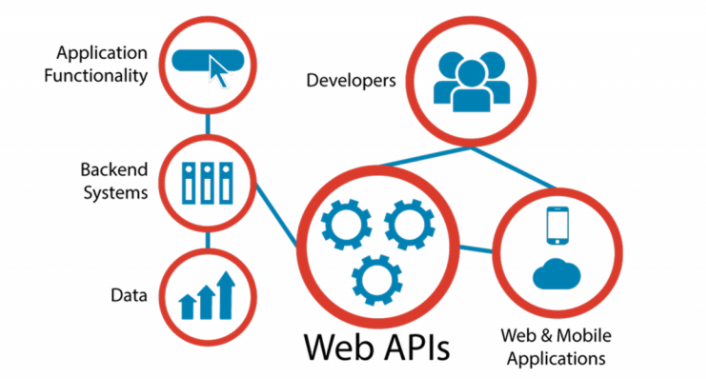 Application
Functionality
Developers
Backend
Systems
Data
Web APIs
Web & Mobile
Applications